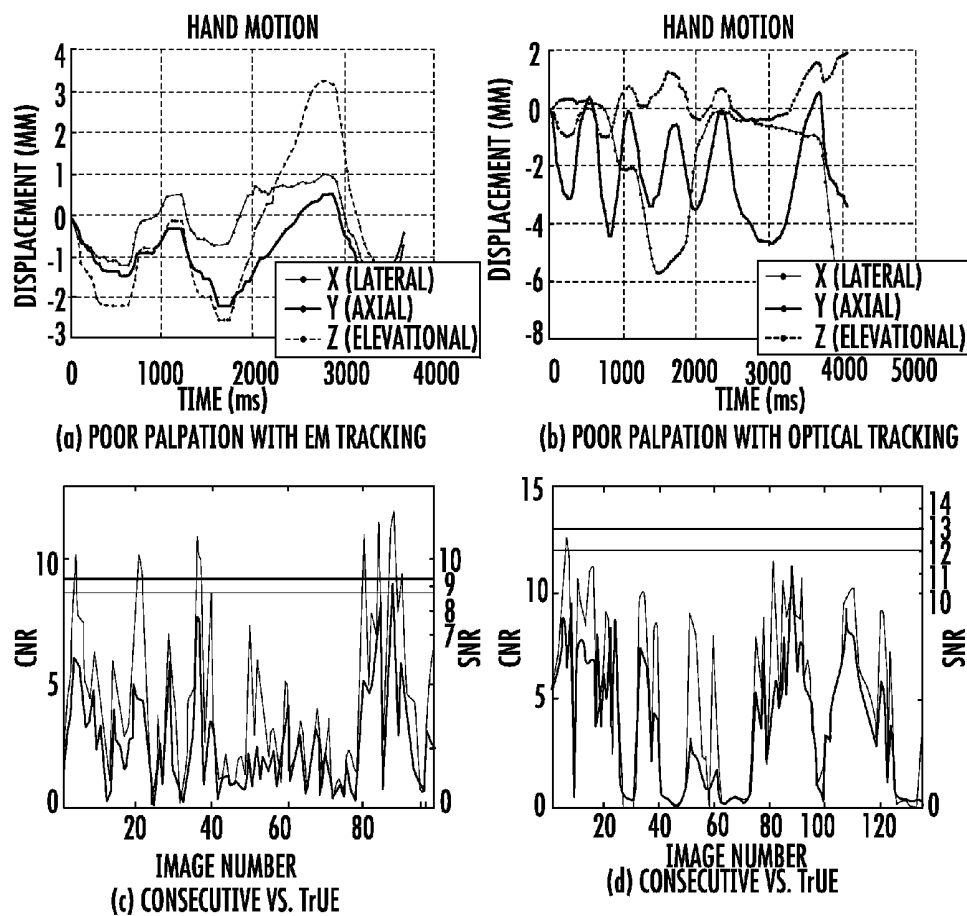 HAND MOTION
4
3
2
1
0
-1
-2
-3
DISPLACEMENT (MM)
X (LATERAL)
Y (AXIAL)
Z (ELEVATIONAL)
0 1000 2000 3000 4000
TIME (ms)
(a) POOR PALPATION WITH EM TRACKING
HAND MOTION
2
0
-2
-4
-6
-8
DISPLACEMENT (MM)
X (LATERAL)
Y (AXIAL)
Z (ELEVATIONAL)
0 1000 2000 3000 4000 5000
TIME (ms)
(b) POOR PALPATION WITH OPTICAL TRACKING
10
5
0
CNR
10
9
8
7
0
SNR
20 40 60 80
IMAGE NUMBER
(c) CONSECUTIVE VS. TrUE
15
10
5
0
CNR
14
13
12
11
10
0
SNR
20 40 60 80 100 120
IMAGE NUMBER
(d) CONSECUTIVE VS. TrUE